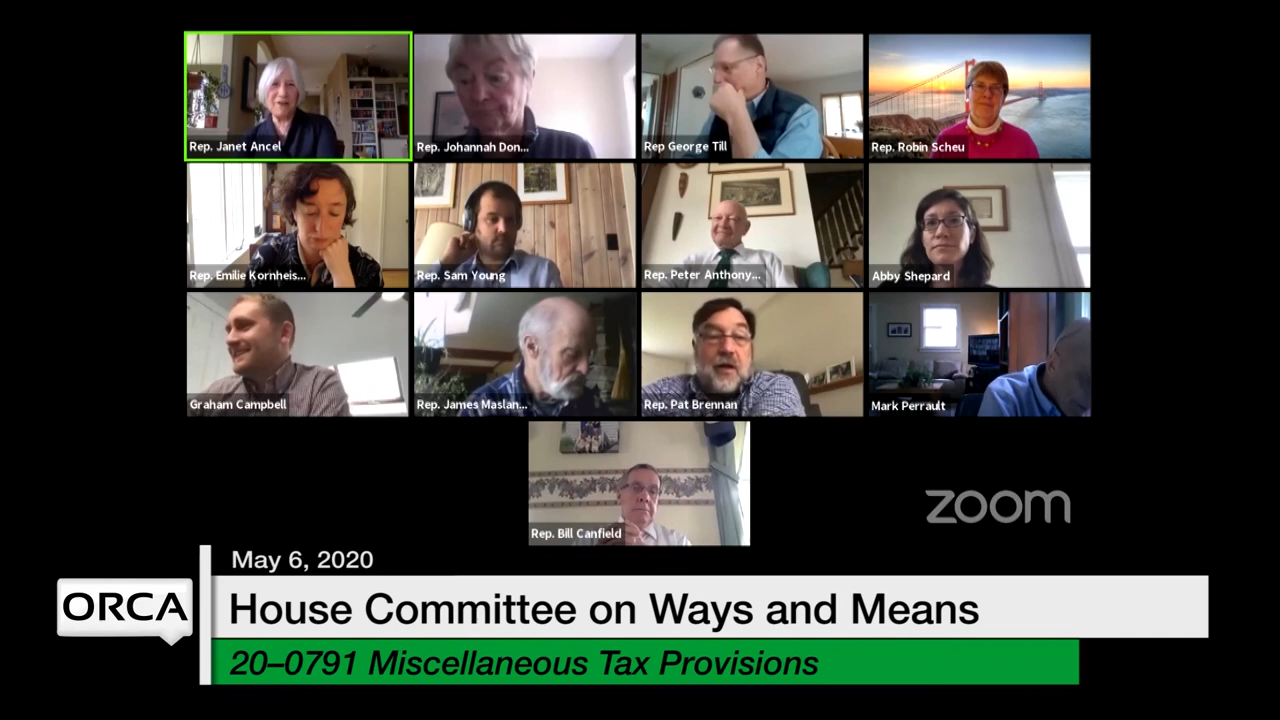 Rep. Janet Ancel
Rep. Johannah Don...
Rep George Till
Rep. Robin Scheu
Rep. Emilie Kornheis...
Rep. Sam Young
Rep. Peter Anthony...
Abby Shepard
Graham Campbell
Rep. James Maslan...
Rep. Pat Brennan
Mark Perrault
Rep. Bill Canfield
zoom
May 6, 2020
ORCA
House Committee on Ways and Means
20–0791 Miscellaneous Tax Provisions